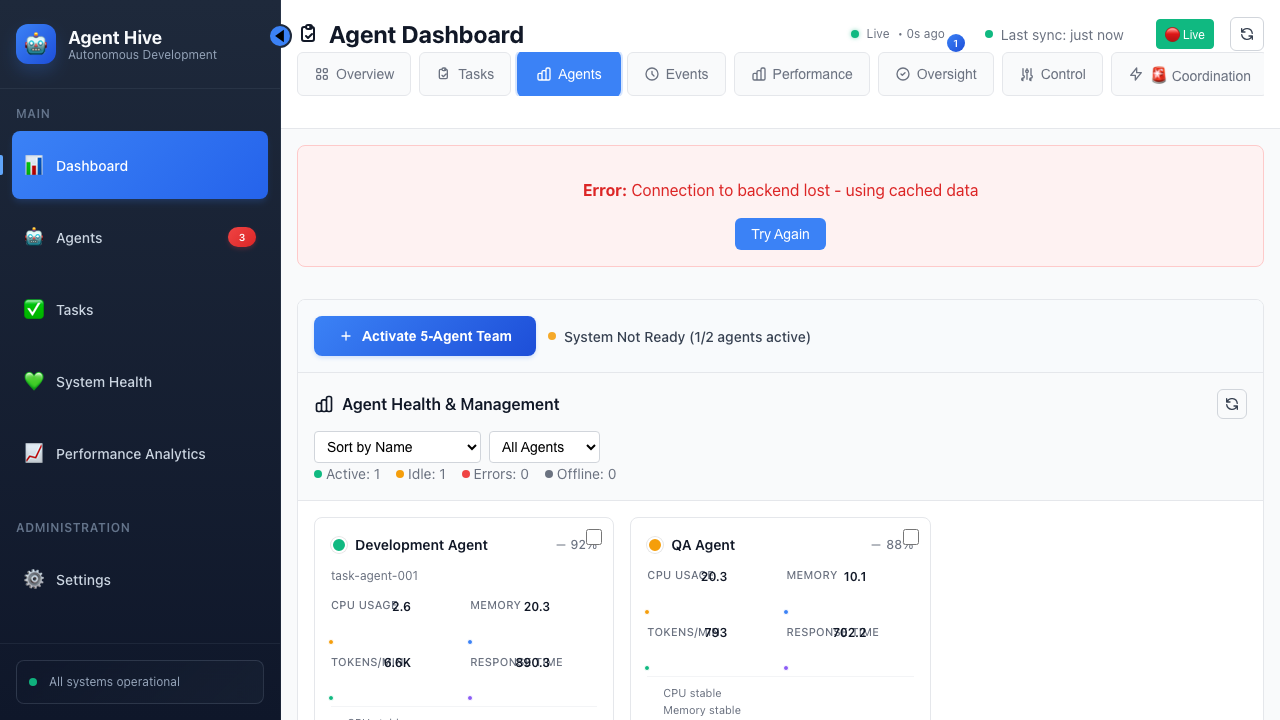 Agent Hive
Autonomous Development
MAIN
Dashboard
Agents
3
Tasks
System Health
Performance Analytics
ADMINISTRATION
Settings
All systems operational
Agent Dashboard
Live • 0s ago
1
Last sync: just now
Live
Overview
Tasks
Agents
Events
Performance
Oversight
Control
Coordination
Error: Connection to backend lost - using cached data
Try Again
Activate 5-Agent Team
System Not Ready (1/2 agents active)
Agent Health & Management
Sort by Name
All Agents
Active: 1
Idle: 1
Errors: 0
Offline: 0
Development Agent
— 92%
task-agent-001
CPU USAGE 2.6
MEMORY 20.3
TOKENS/MIN 6.6K
RESPONSE TIME 890.3
CPU stable
QA Agent
— 88%
CPU USAGE 20.3
MEMORY 10.1
TOKENS/MIN 793
RESPONSE TIME 702.2
CPU stable
Memory stable